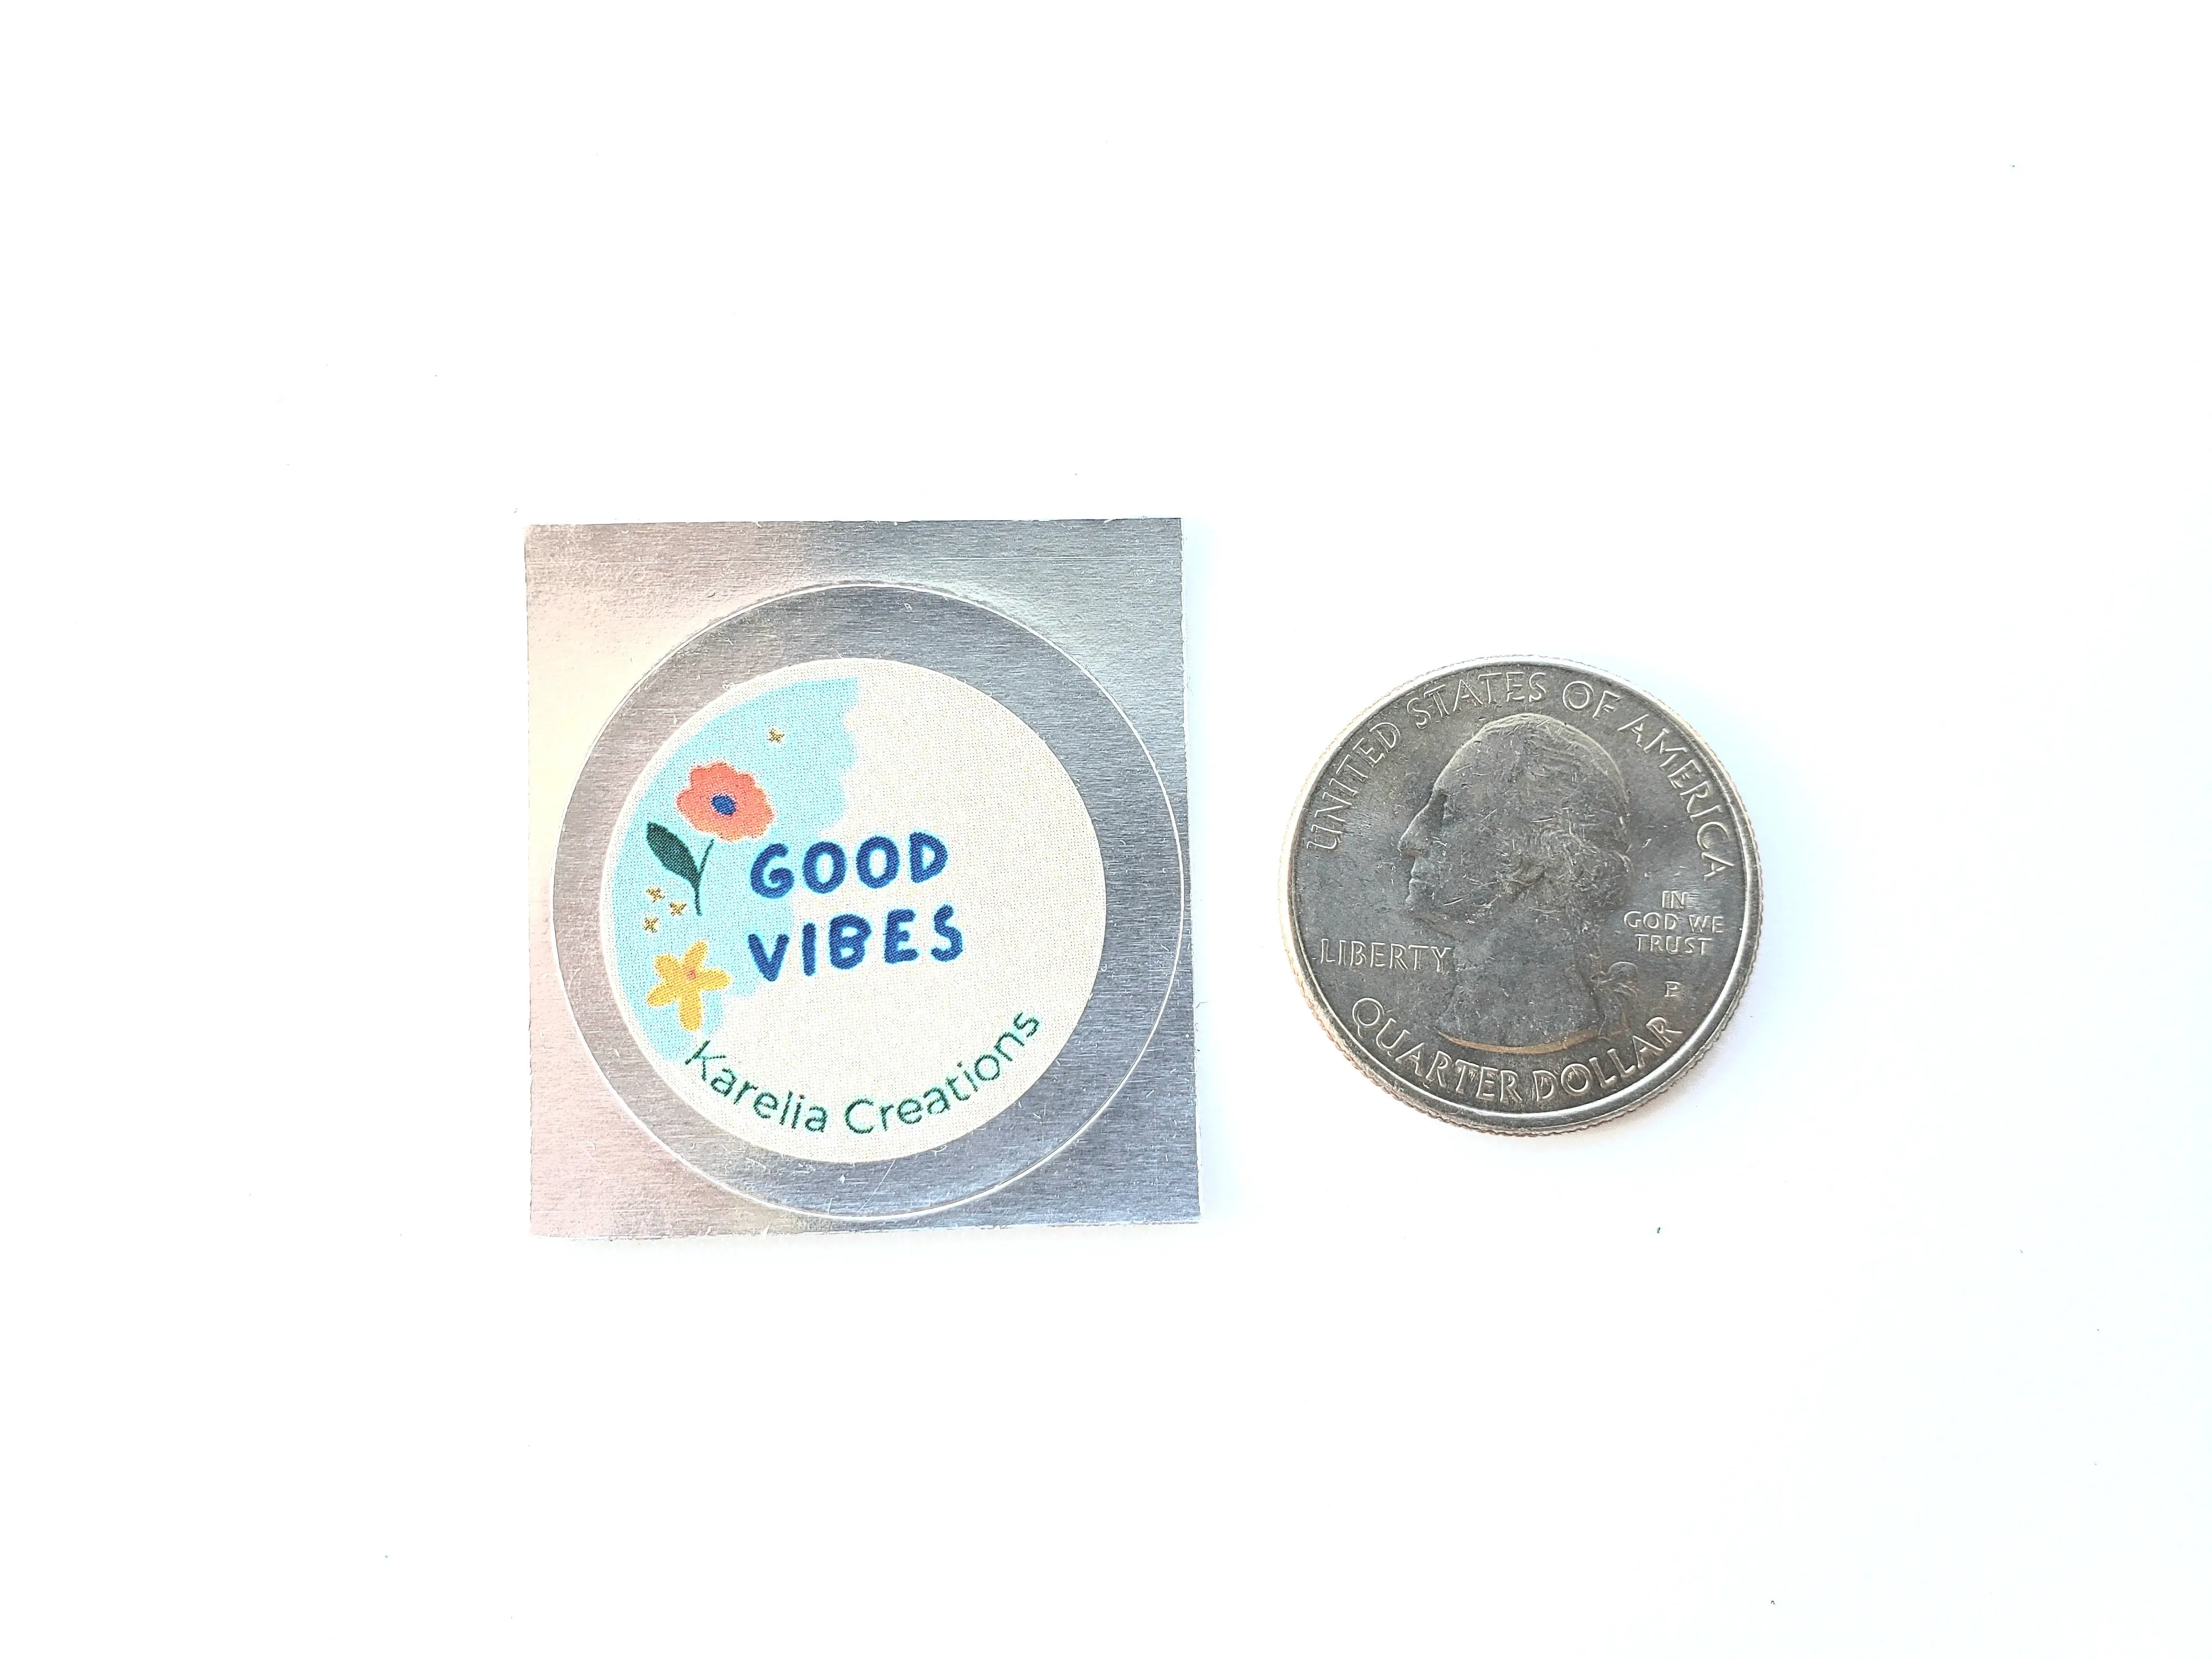 GOOD
VIBES
Karelia Creations
UNITED STATES OF AMERICA
LIBERTY
IN
GOD WE
TRUST
P
QUARTER DOLLAR